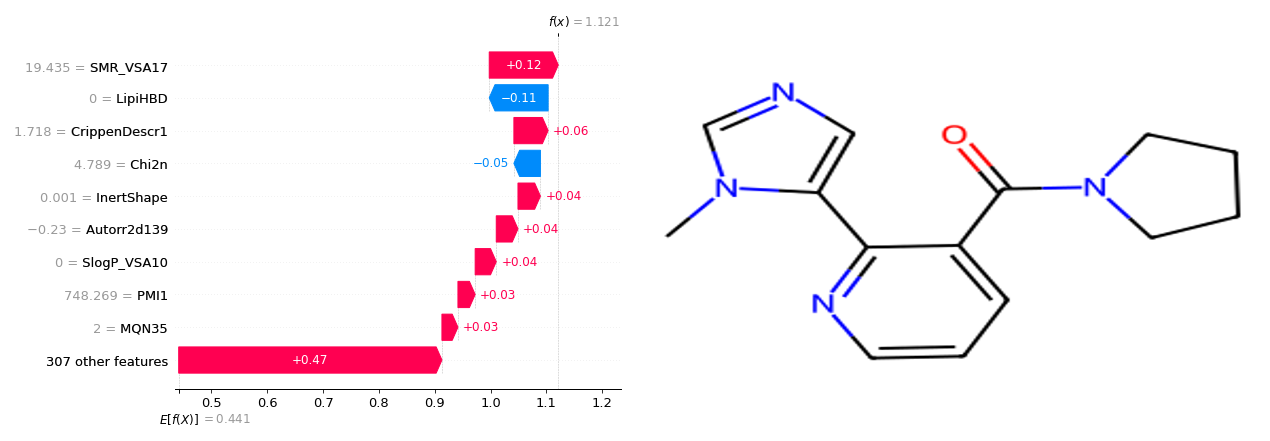 f(x) = 1.121
19.435 = SMR_VSA17
+0.12
0 = LipiHBD
−0.11
1.718 = CrippenDescr1
+0.06
4.789 = Chi2n
−0.05
0.001 = InertShape
+0.04
−0.23 = Autorr2d139
+0.04
0 = SlogP_VSA10
+0.04
748.269 = PMI1
+0.03
2 = MQN35
+0.03
307 other features
+0.47
0.5 0.6 0.7 0.8 0.9 1.0 1.1 1.2
E[f(X)] = 0.441
N
O
N
N
N